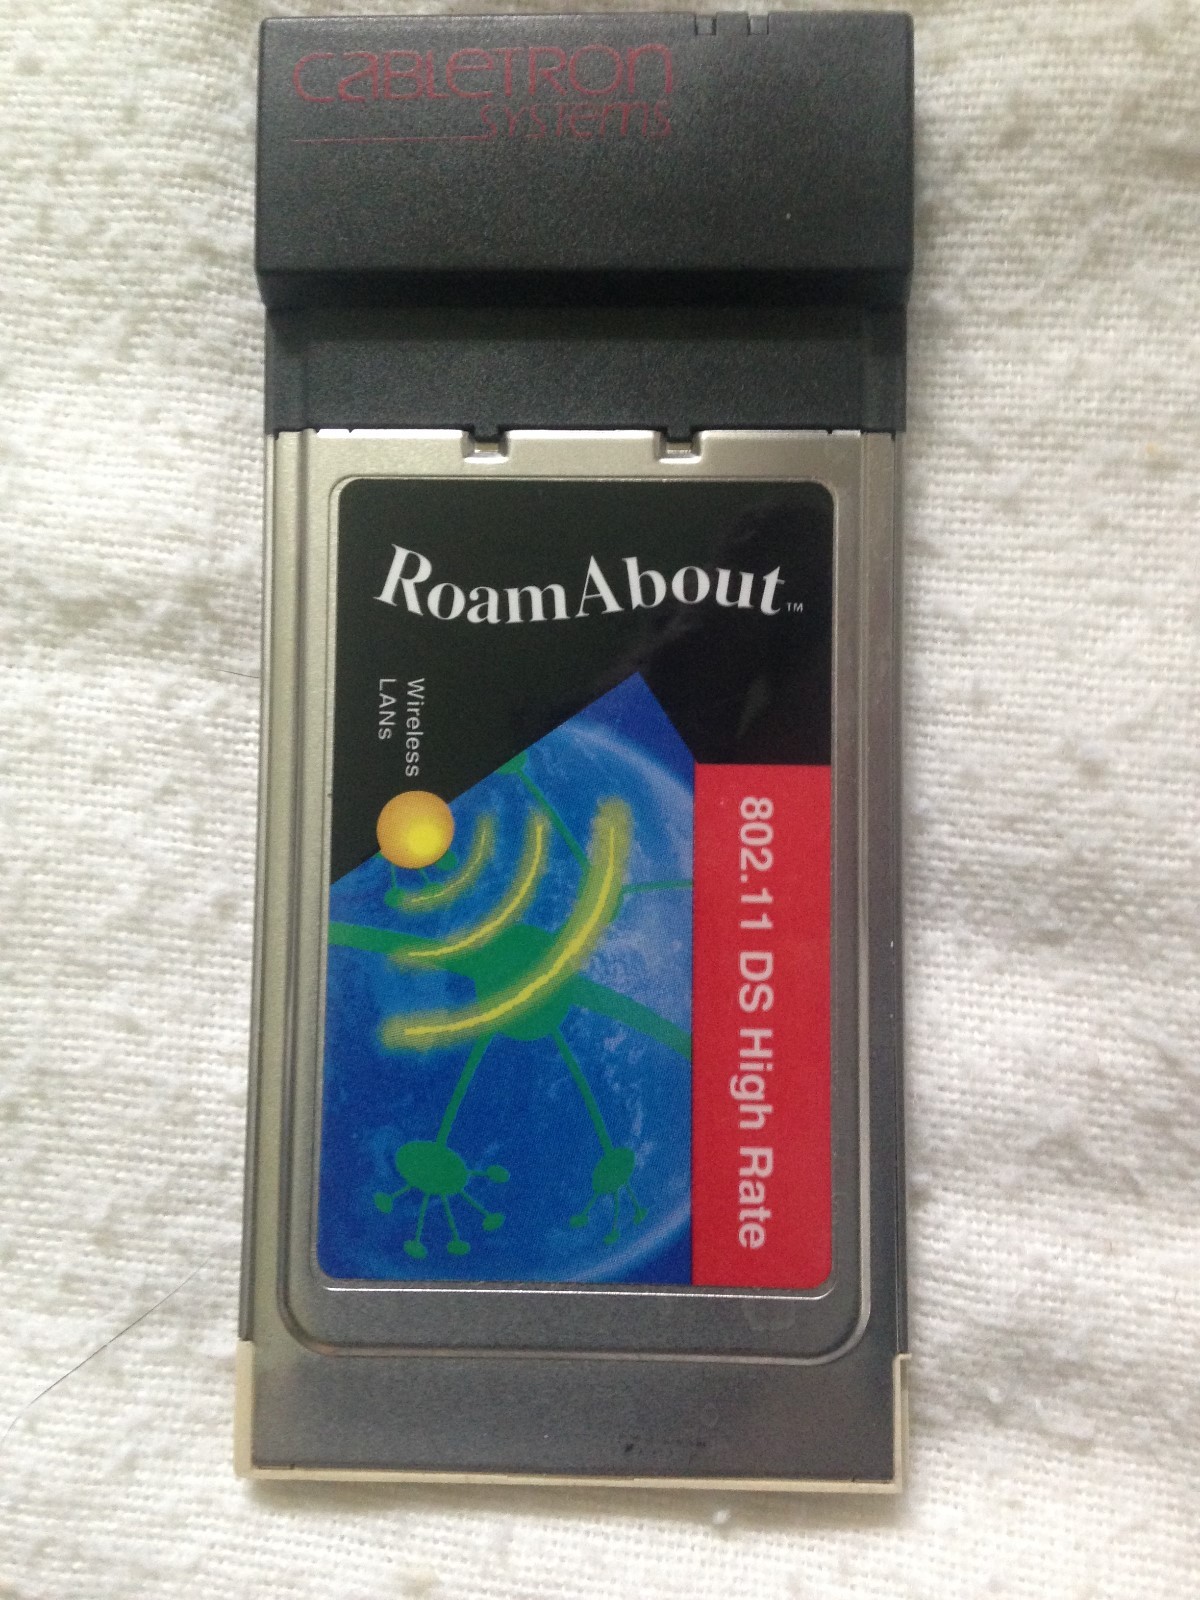 CABLETRON
SYSTEMS
RoamAbout™
Wireless
LANs
802.11 DS High Rate